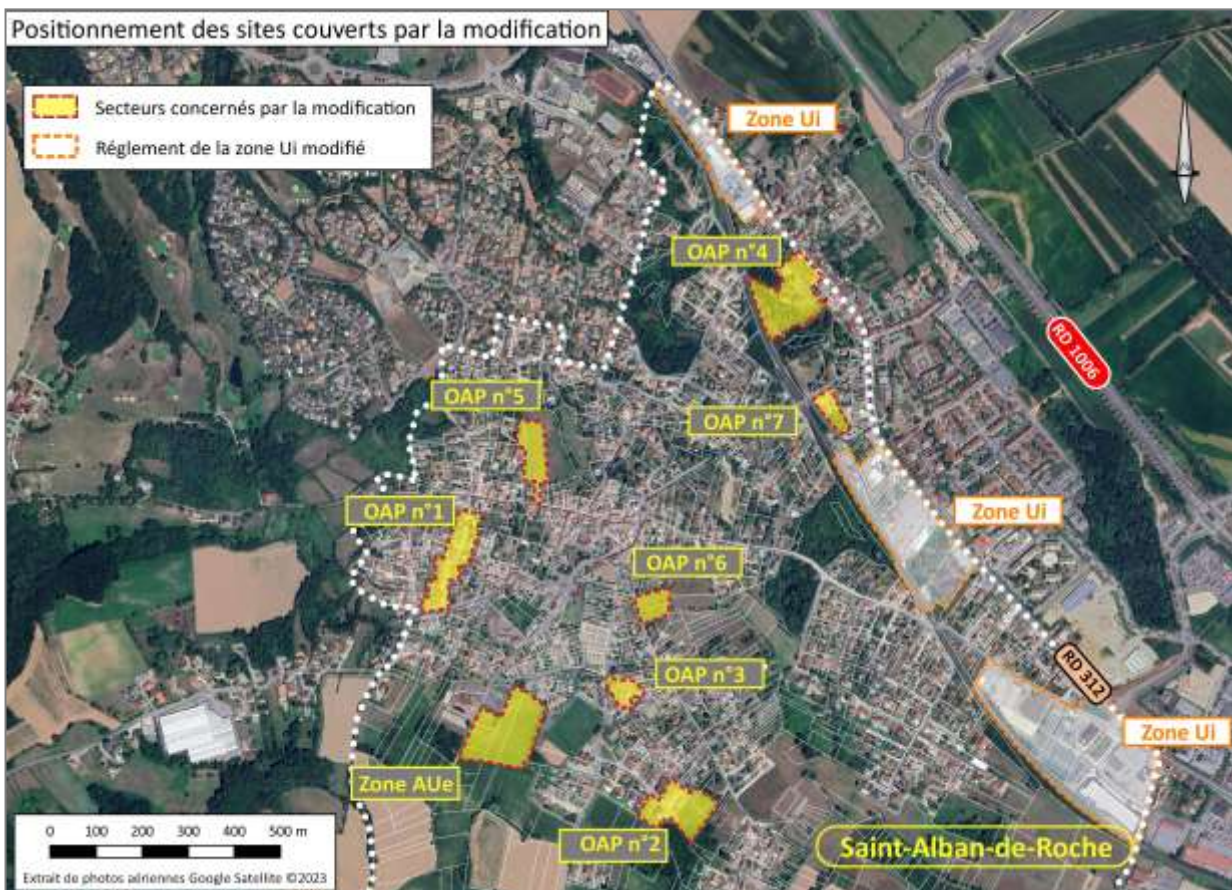 Positionnement des sites couverts par la modification
Secteurs concernés par la modification
Réglement de la zone Ui modifié
Zone Ui
OAP n°4
RD 1006
OAP n°5
OAP n°7
OAP n°1
Zone Ui
OAP n°6
RD 312
OAP n°3
Zone Ui
Zone AUe
OAP n°2
Saint-Alban-de-Roche
0 100 200 300 400 500 m
Extrait de photos aériennes Google Satellite ©2023